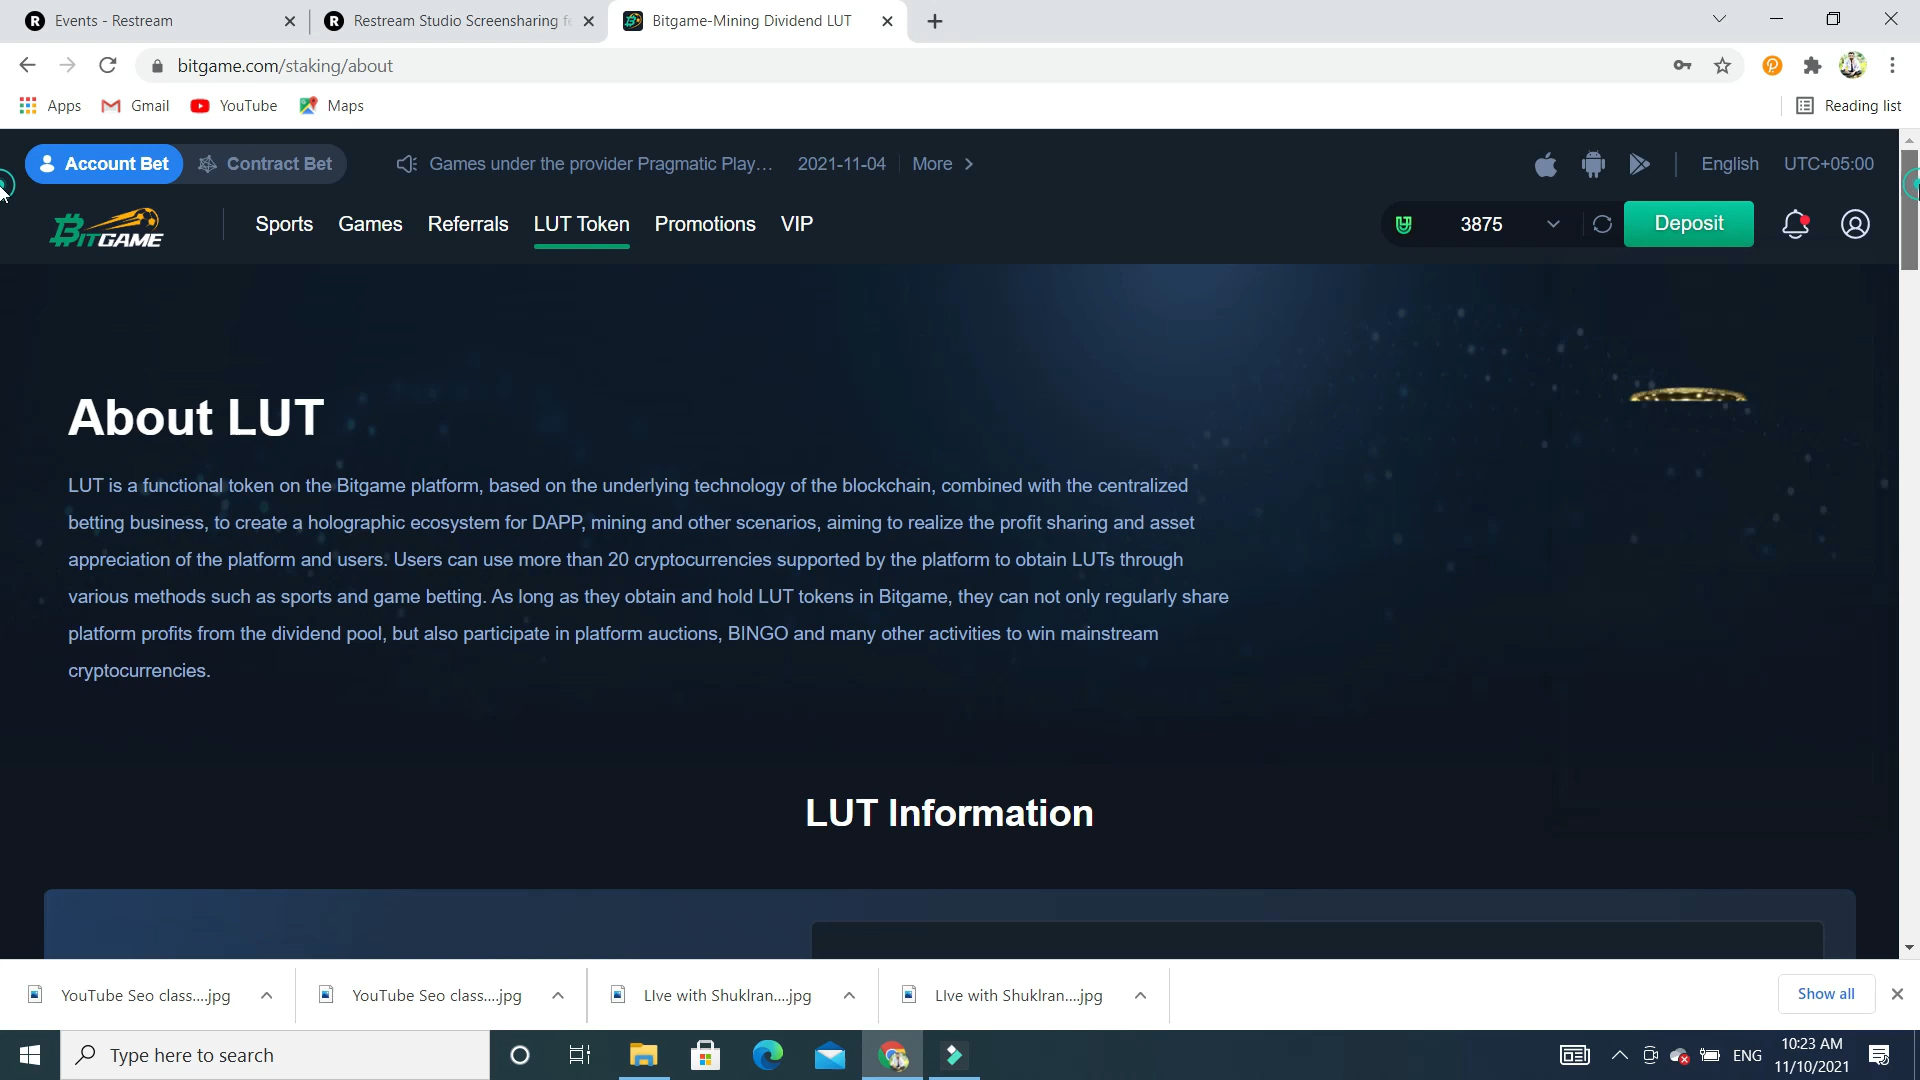 Events - Restream
Restream Studio Screensharing f
Bitgame-Mining Dividend LUT
bitgame.com/staking/about
Apps Gmail YouTube Maps Reading list
Account Bet Contract Bet Games under the provider Pragmatic Play... 2021-11-04 More > English UTC+05:00
BITGAME Sports Games Referrals LUT Token Promotions VIP 3875 Deposit
About LUT
LUT is a functional token on the Bitgame platform, based on the underlying technology of the blockchain, combined with the centralized
betting business, to create a holographic ecosystem for DAPP, mining and other scenarios, aiming to realize the profit sharing and asset
appreciation of the platform and users. Users can use more than 20 cryptocurrencies supported by the platform to obtain LUTs through
various methods such as sports and game betting. As long as they obtain and hold LUT tokens in Bitgame, they can not only regularly share
platform profits from the dividend pool, but also participate in platform auctions, BINGO and many other activities to win mainstream
cryptocurrencies.
LUT Information
YouTube Seo class....jpg YouTube Seo class....jpg LIve with Shuklran....jpg LIve with Shuklran....jpg Show all
Type here to search ENG 10:23 AM
11/10/2021